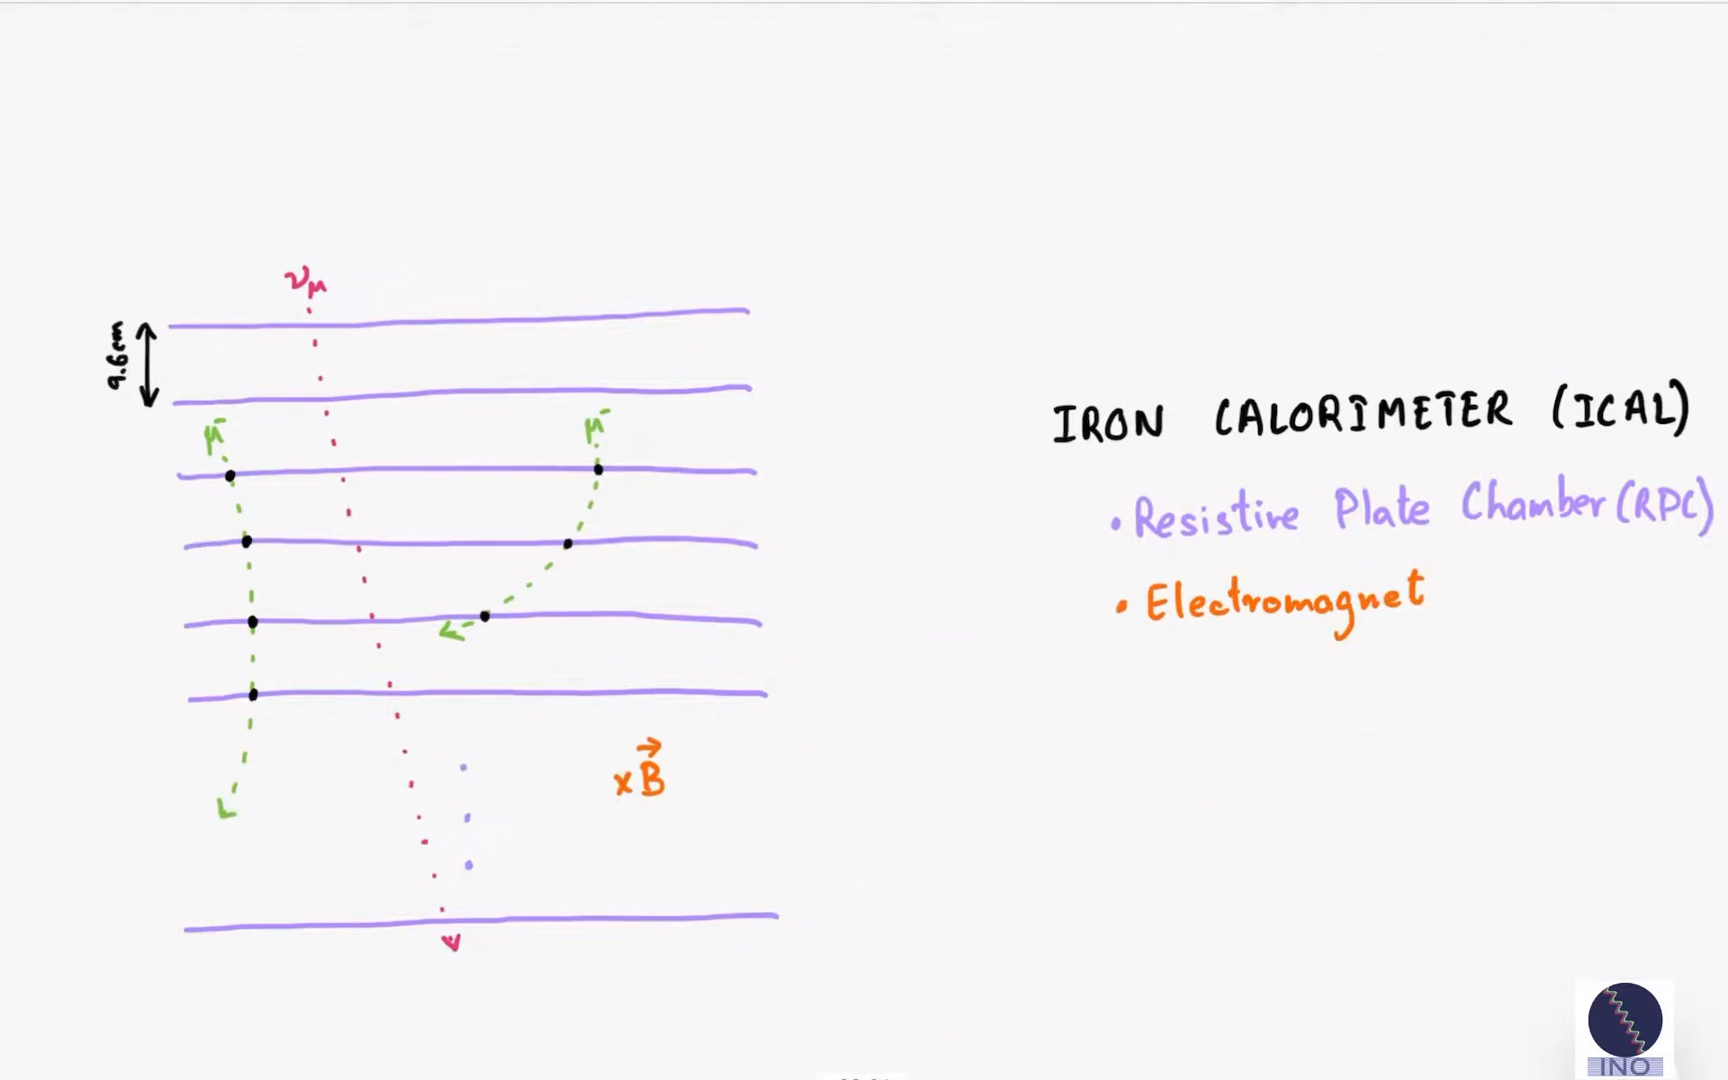 νμ
9.6cm
μ⁻
μ⁻
IRON CALORIMETER (ICAL)
• Resistive Plate Chamber (RPC)
• Electromagnet
x B⃗
INO